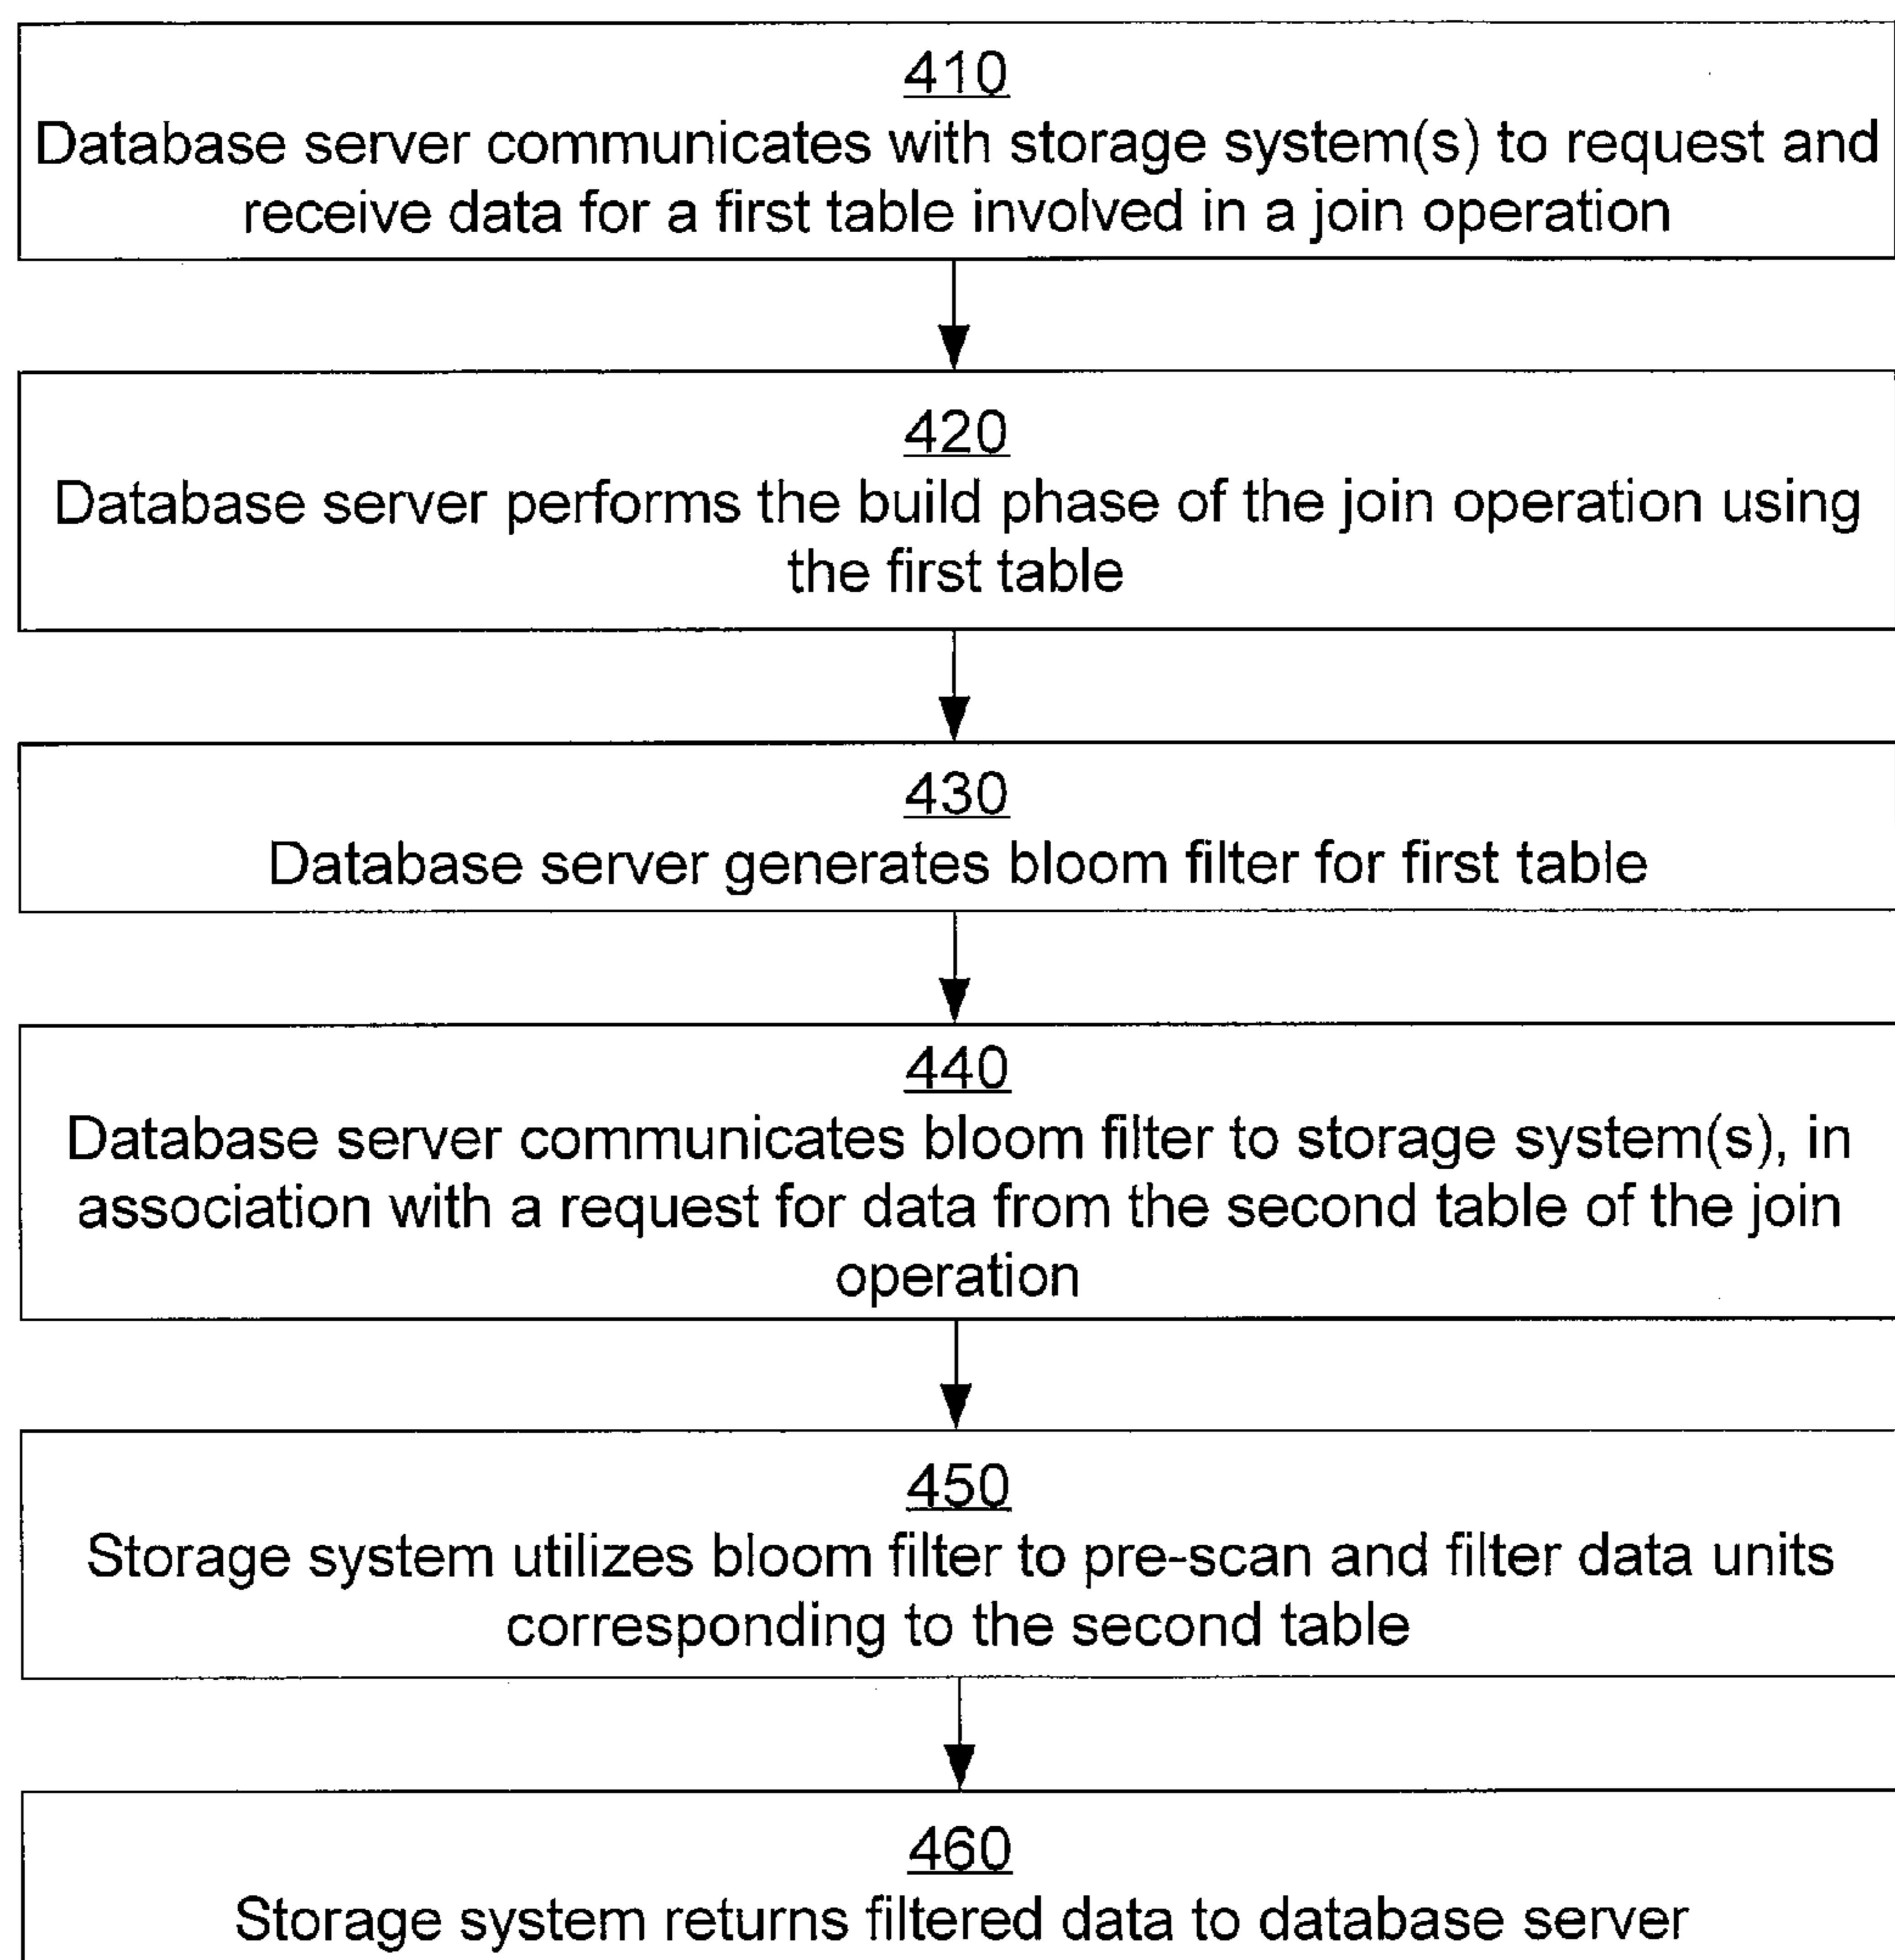 410
Database server communicates with storage system(s) to request and
receive data for a first table involved in a join operation
420
Database server performs the build phase of the join operation using
the first table
430
Database server generates bloom filter for first table
440
Database server communicates bloom filter to storage system(s), in
association with a request for data from the second table of the join
operation
450
Storage system utilizes bloom filter to pre-scan and filter data units
corresponding to the second table
460
Storage system returns filtered data to database server